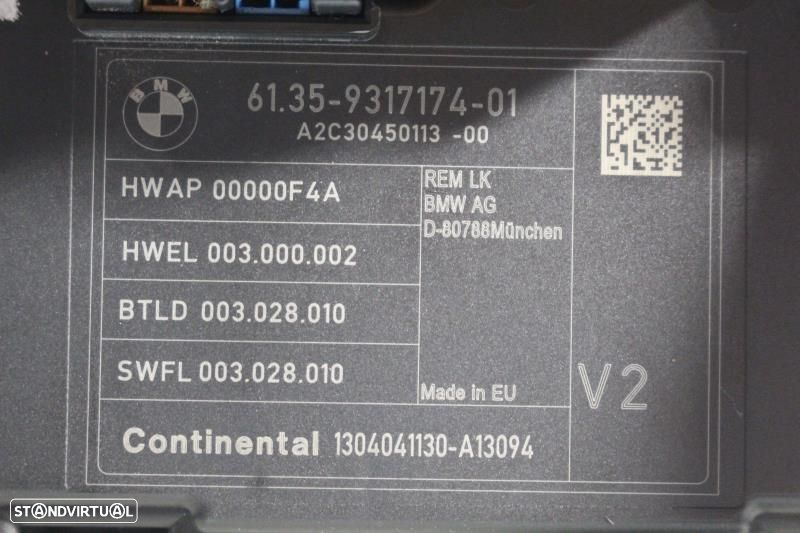 BMW
61.35-9317174-01
A2C30450113 -00
HWAP 00000F4A
REM LK
BMW AG
D-80788München
HWEL 003.000.002
BTLD 003.028.010
SWFL 003.028.010
Made in EU
V2
Continental 1304041130-A13094
STANDVIRTUAL